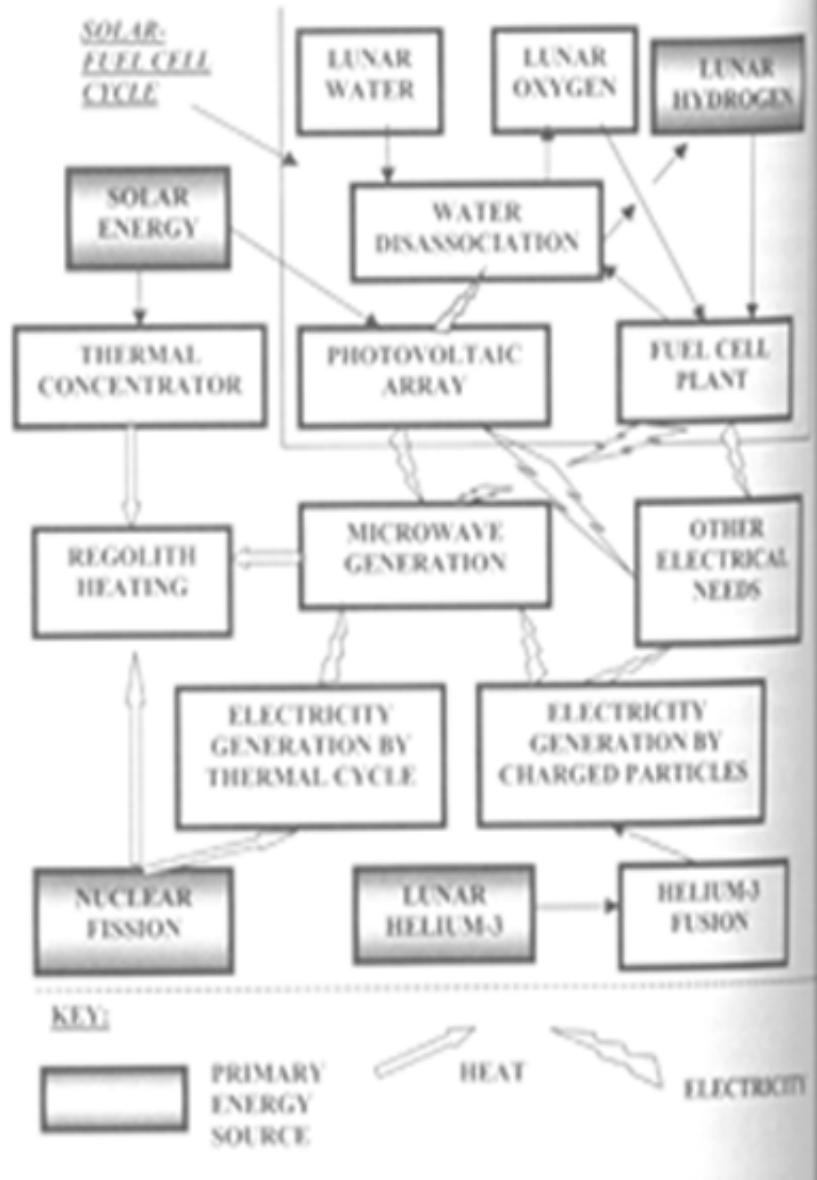 SOLAR-
FUEL CELL
CYCLE
LUNAR
WATER
LUNAR
OXYGEN
LUNAR
HYDROGEN
SOLAR
ENERGY
WATER
DISASSOCIATION
THERMAL
CONCENTRATOR
PHOTOVOLTAIC
ARRAY
FUEL CELL
PLANT
REGOLITH
HEATING
MICROWAVE
GENERATION
OTHER
ELECTRICAL
NEEDS
ELECTRICITY
GENERATION BY
THERMAL CYCLE
ELECTRICITY
GENERATION BY
CHARGED PARTICLES
NUCLEAR
FISSION
LUNAR
HELIUM-3
HELIUM-3
FUSION
KEY:
PRIMARY
ENERGY
SOURCE
HEAT
ELECTRICITY